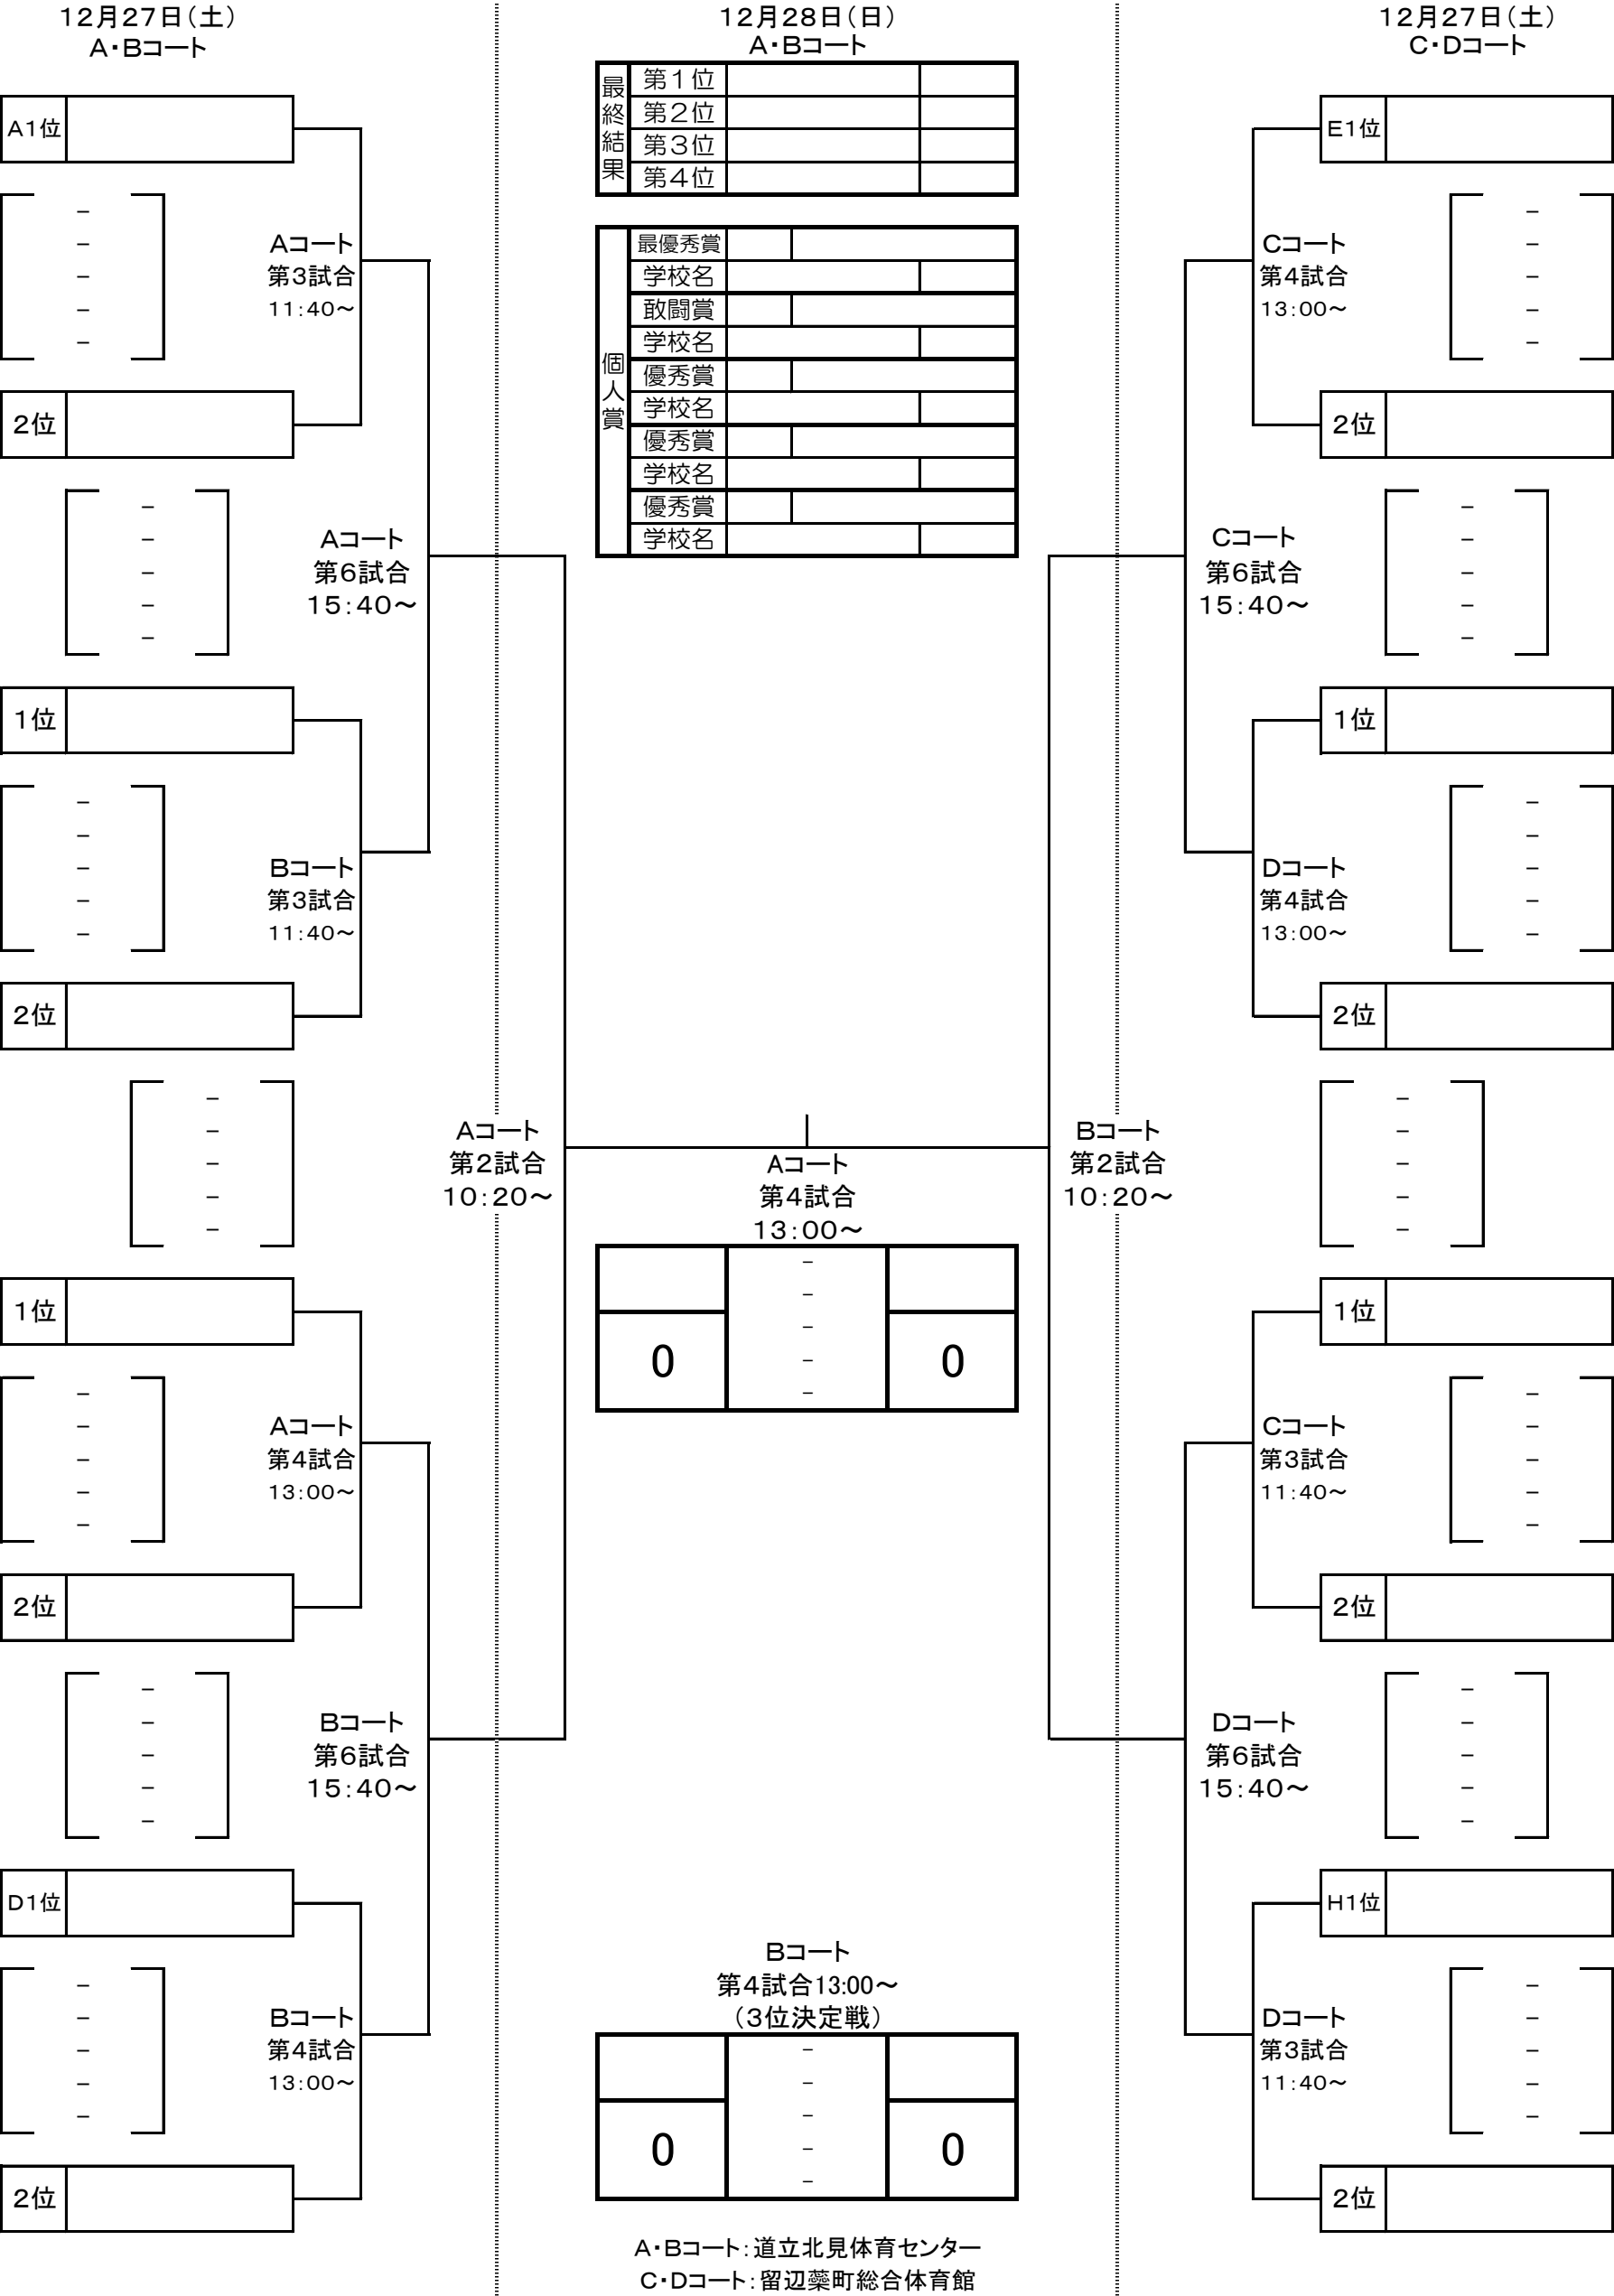 12月27日(土)
A・Bコート
12月28日(日)
A・Bコート
12月27日(土)
C・Dコート
最終結果
第1位
第2位
第3位
第4位
個人賞
最優秀賞
学校名
敢闘賞
学校名
優秀賞
学校名
優秀賞
学校名
優秀賞
学校名
A1位
-
-
-
-
-
Aコート
第3試合
11:40～
2位
-
-
-
-
-
Aコート
第6試合
15:40～
1位
-
-
-
-
-
Bコート
第3試合
11:40～
2位
-
-
-
-
-
Aコート
第2試合
10:20～
1位
-
-
-
-
-
Aコート
第4試合
13:00～
2位
-
-
-
-
-
Bコート
第6試合
15:40～
D1位
-
-
-
-
-
Bコート
第4試合
13:00～
2位
Aコート
第4試合
13:00～
-
-
-
-
-
0
0
Bコート
第4試合13:00～
(3位決定戦)
-
-
-
-
-
0
0
A・Bコート:道立北見体育センター
C・Dコート:留辺蘂町総合体育館
E1位
Cコート
第4試合
13:00～
-
-
-
-
-
2位
Cコート
第6試合
15:40～
-
-
-
-
-
1位
Dコート
第4試合
13:00～
-
-
-
-
-
2位
Bコート
第2試合
10:20～
-
-
-
-
-
1位
Cコート
第3試合
11:40～
-
-
-
-
-
2位
Dコート
第6試合
15:40～
-
-
-
-
-
H1位
Dコート
第3試合
11:40～
-
-
-
-
-
2位